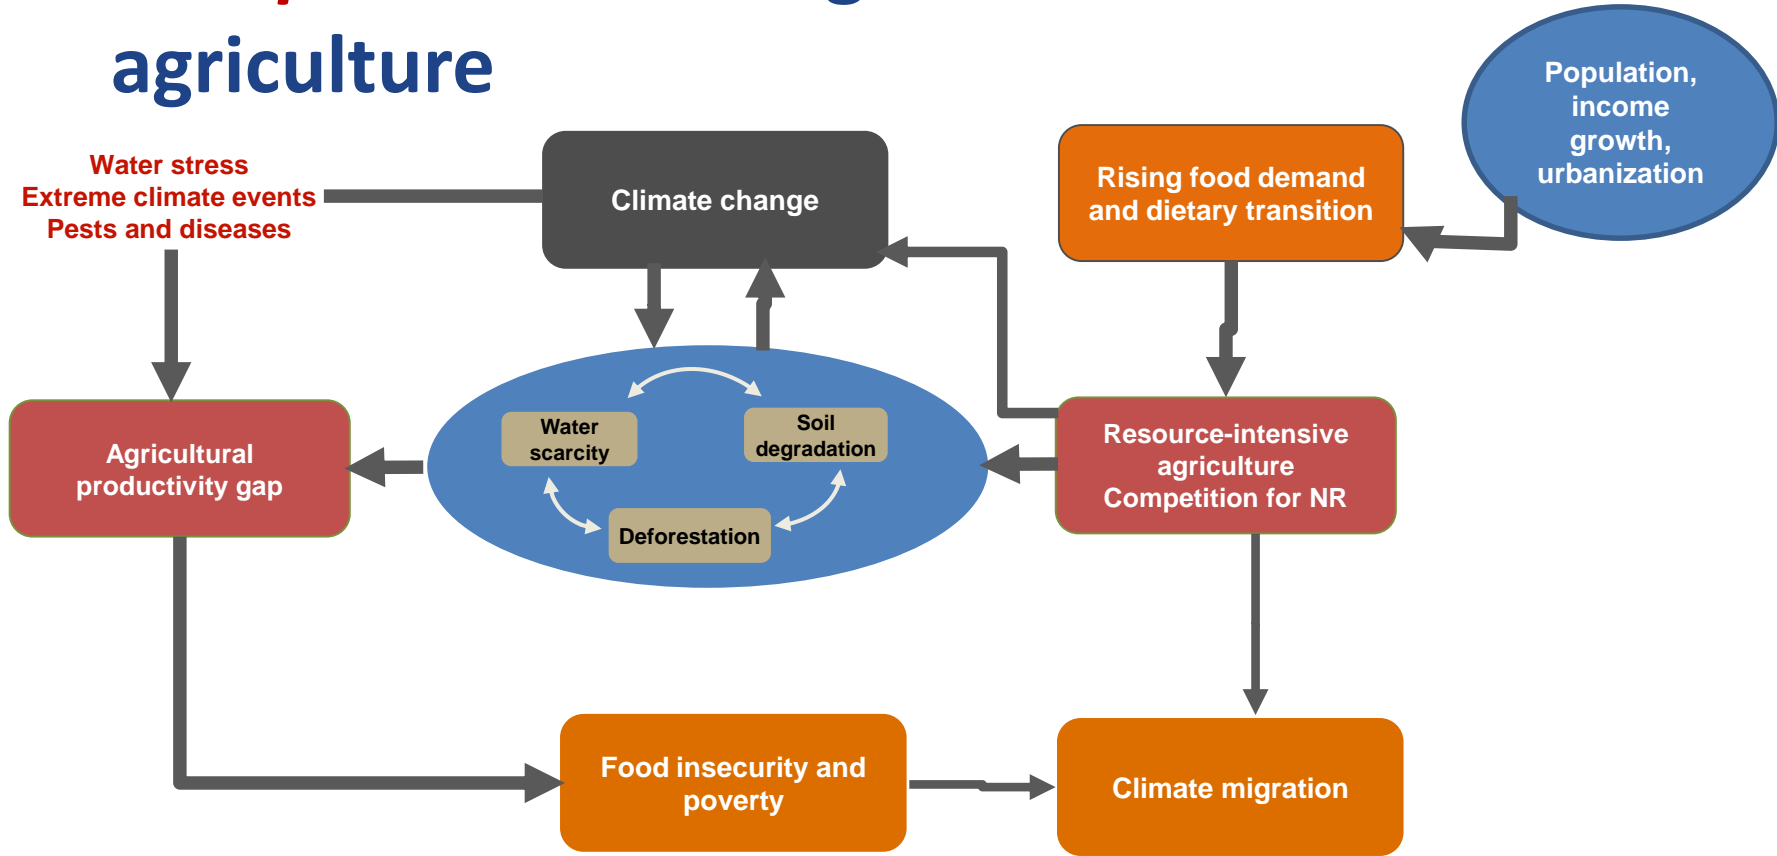 agriculture
Population,
income
growth,
urbanization
Water stress
Extreme climate events
Pests and diseases
Climate change
Rising food demand
and dietary transition
Water
scarcity
Soil
degradation
Deforestation
Agricultural
productivity gap
Resource-intensive
agriculture
Competition for NR
Food insecurity and
poverty
Climate migration